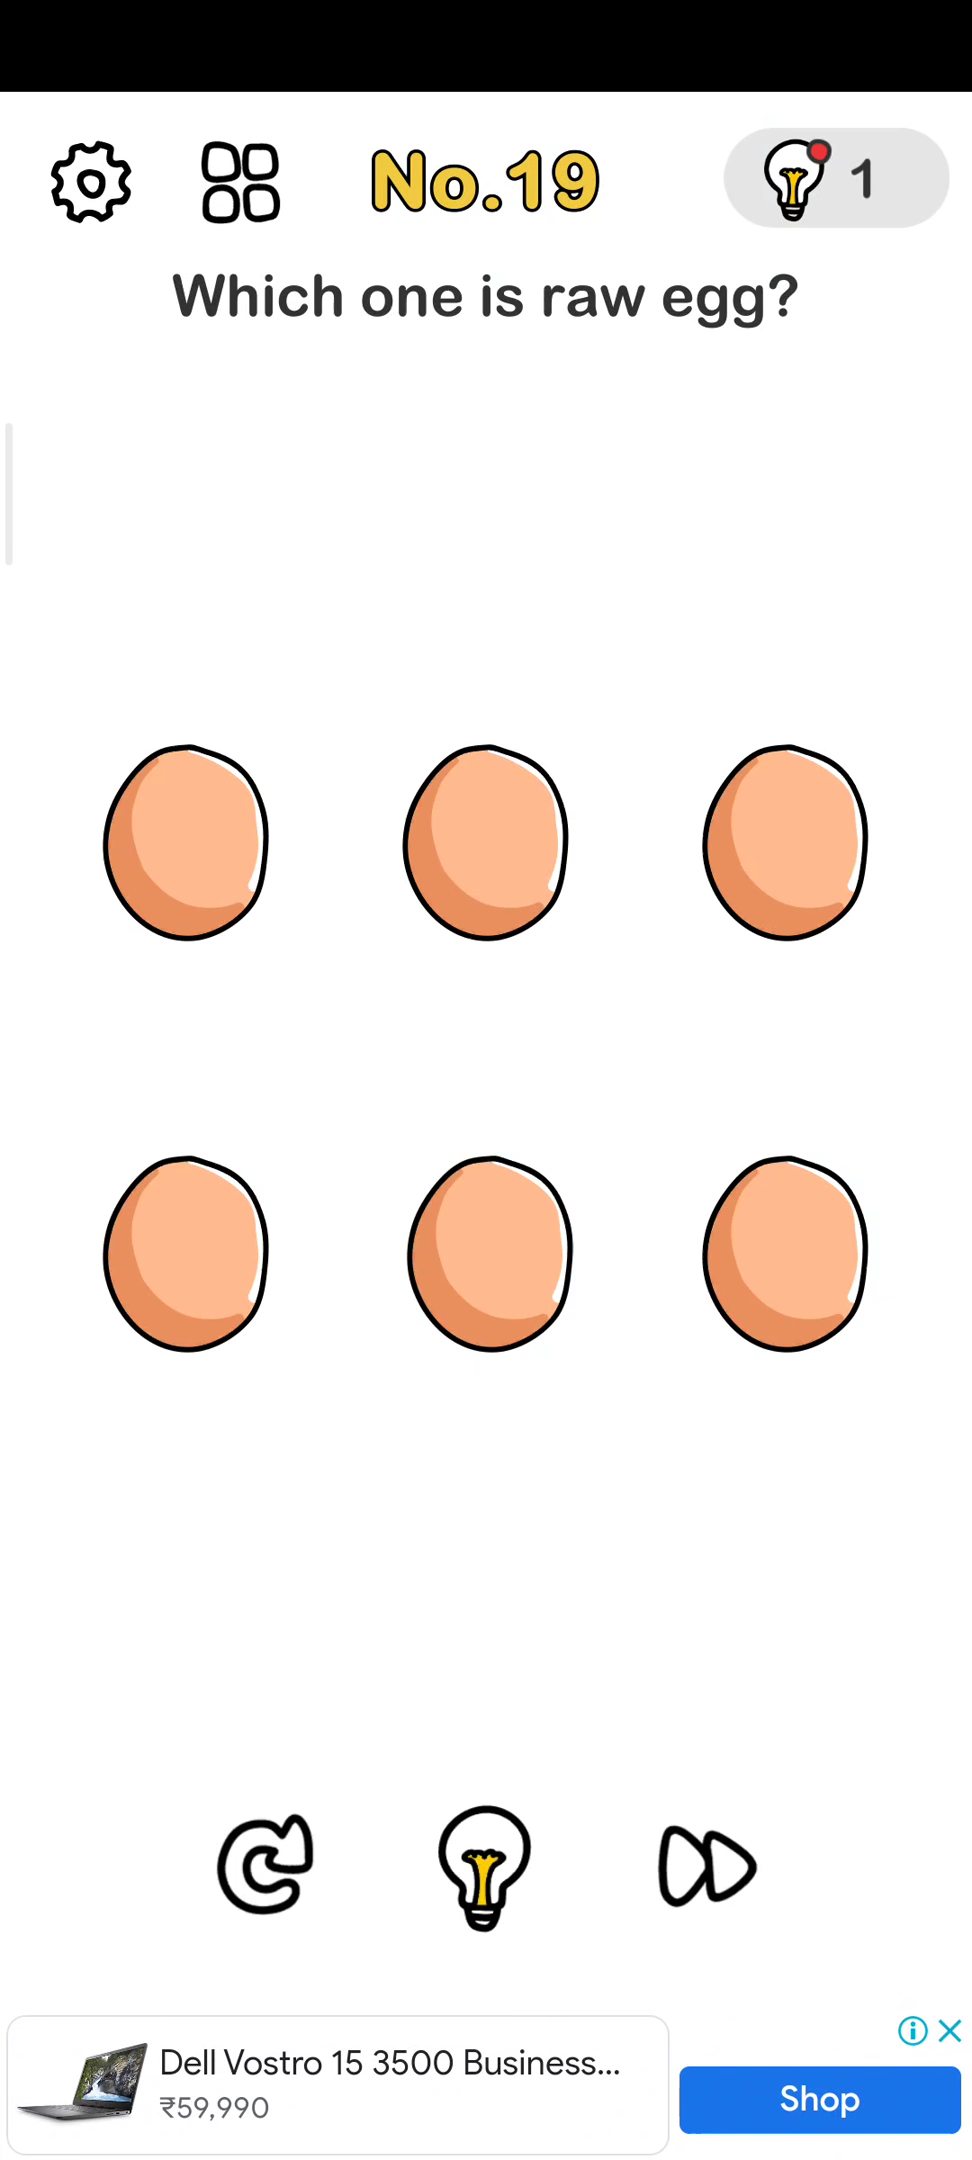 No.19
1
Which one is raw egg?
Dell Vostro 15 3500 Business...
₹59,990
Shop